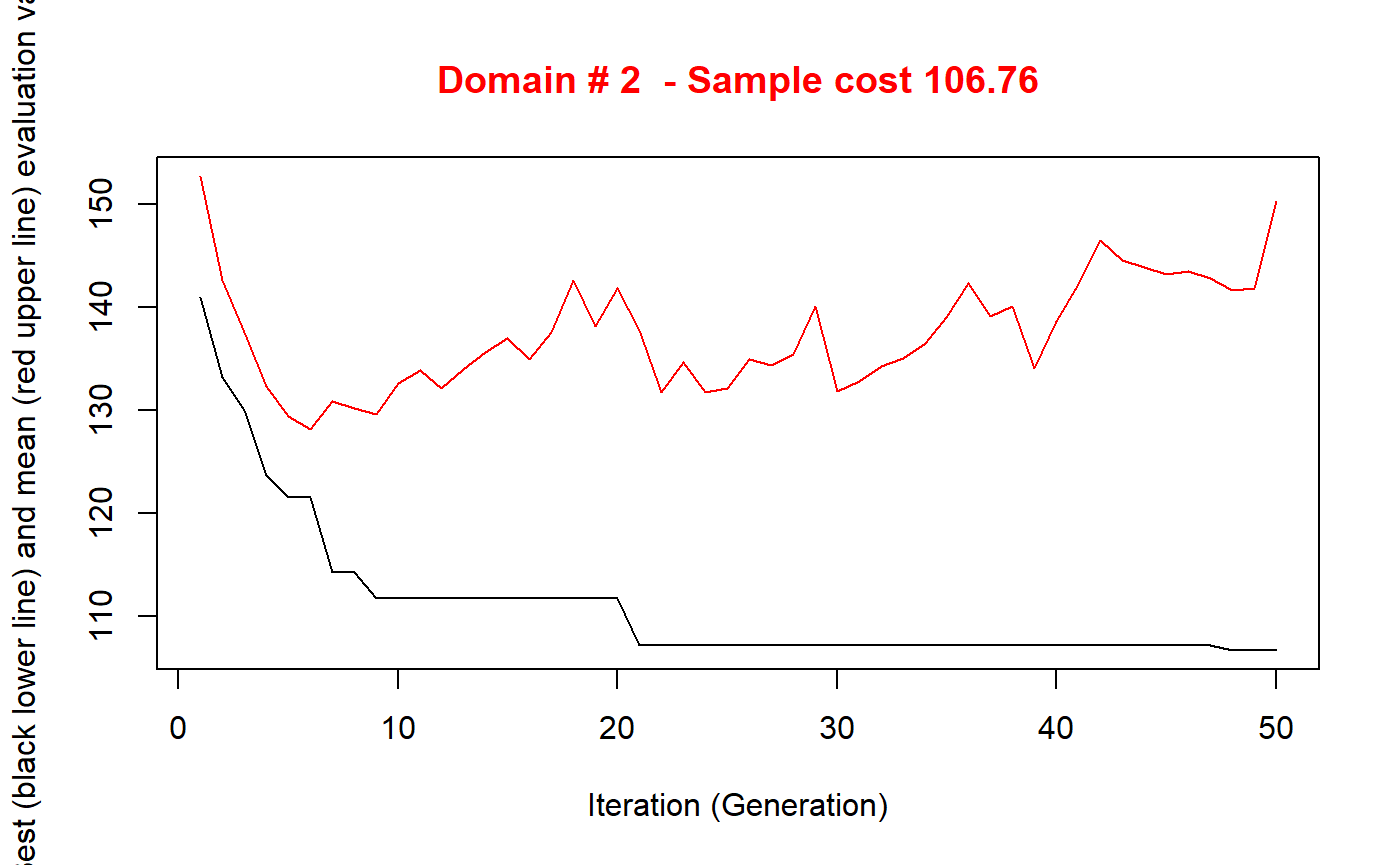 Domain # 2  - Sample cost 106.76
est (black lower line) and mean (red upper line) evaluation va
150
140
130
120
110
0 10 20 30 40 50
Iteration (Generation)